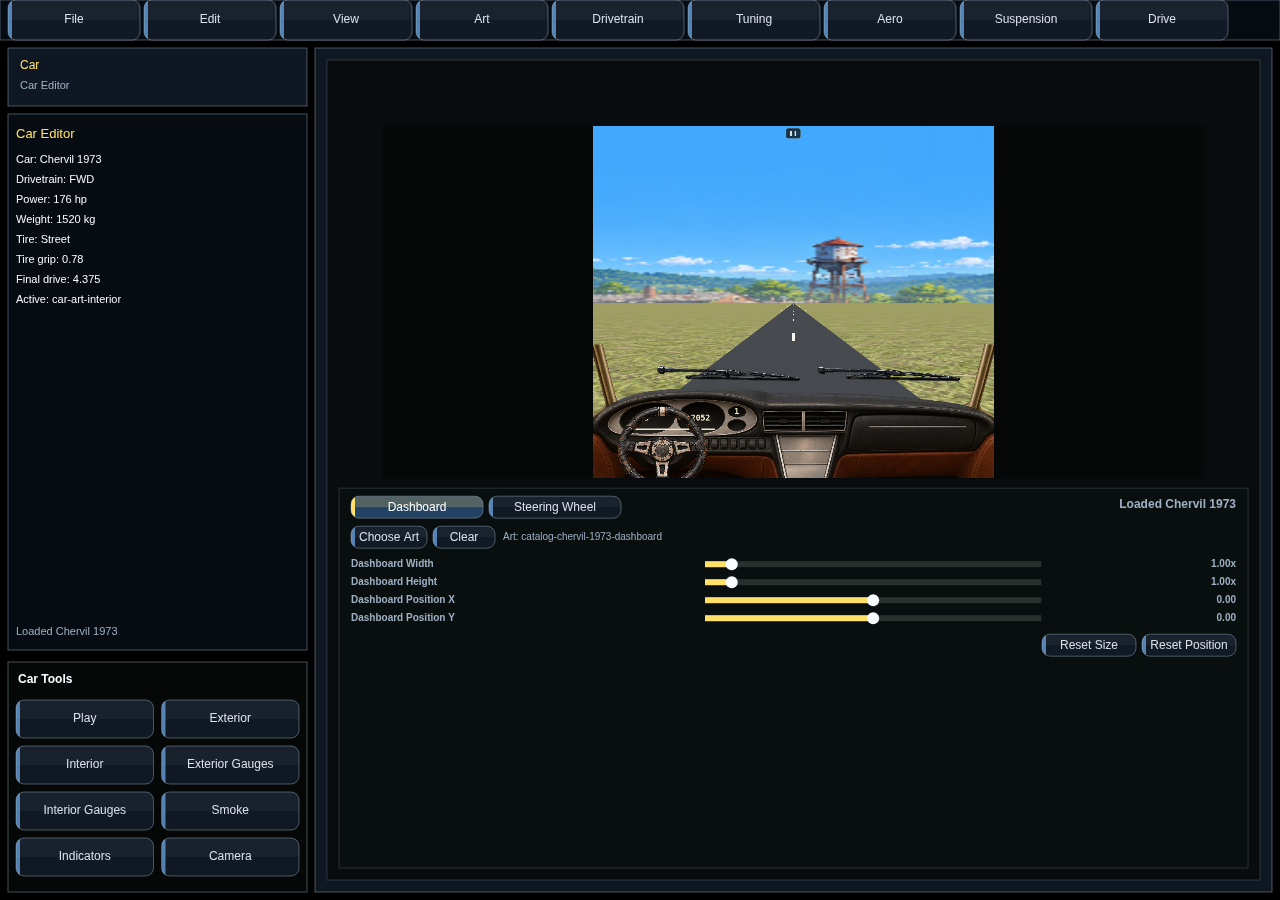 File
Edit
View
Art
Drivetrain
Tuning
Aero
Suspension
Drive
Car
Car Editor
Car Editor
Car: Chervil 1973
Drivetrain: FWD
Power: 176 hp
Weight: 1520 kg
Tire: Street
Tire grip: 0.78
Final drive: 4.375
Active: car-art-interior
Loaded Chervil 1973
Car Tools
Play
Exterior
Interior
Exterior Gauges
Interior Gauges
Smoke
Indicators
Camera
2052
1
Dashboard
Steering Wheel
Loaded Chervil 1973
Choose Art
Clear
Art: catalog-chervil-1973-dashboard
Dashboard Width
1.00x
Dashboard Height
1.00x
Dashboard Position X
0.00
Dashboard Position Y
0.00
Reset Size
Reset Position